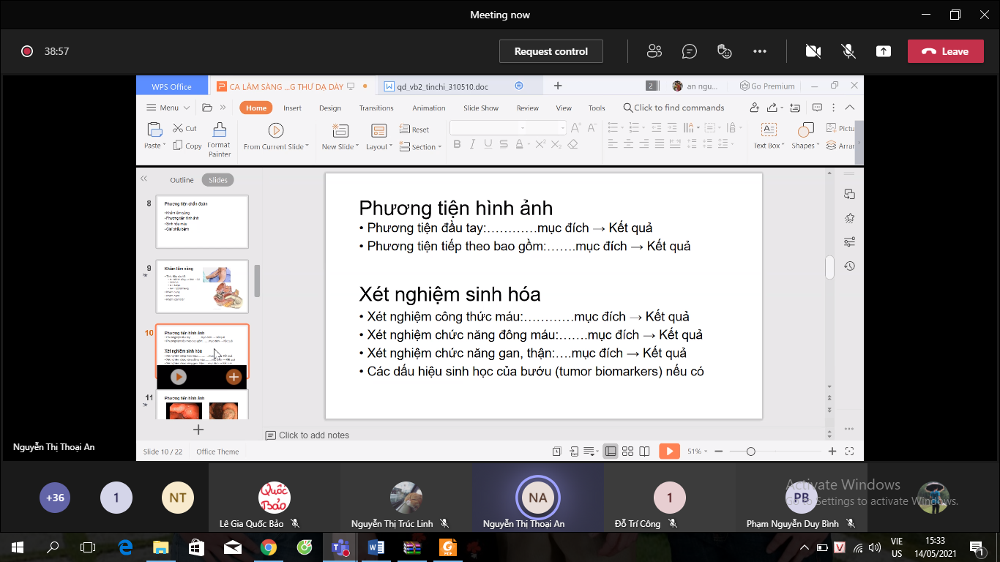 Meeting now
38:57
Request control
Leave
WPS Office
CA LÂM SÀNG ...G THƯ DẠ DÀY
qd_vb2_tinchi_310510.doc
2
an ngu...
Go Premium
Menu
Home
Insert
Design
Transitions
Animation
Slide Show
Review
View
Tools
Click to find commands
Paste
Cut
Copy
Format Painter
From Current Slide
New Slide
Layout
Reset
Section
Text Box
Shapes
Pictu
Arran
Outline
Slides
8
Phương tiện chẩn đoán
• Khám lâm sàng
• Phương tiện hình ảnh
• Sinh hóa máu
• Giải phẫu bệnh
9
Khám lâm sàng
10
Phương tiện hình ảnh
Xét nghiệm sinh hóa
11
Phương tiện hình ảnh
Phương tiện hình ảnh
• Phương tiện đầu tay:…………mục đích → Kết quả
• Phương tiện tiếp theo bao gồm:…….mục đích → Kết quả
Xét nghiệm sinh hóa
• Xét nghiệm công thức máu:…………mục đích → Kết quả
• Xét nghiệm chức năng đông máu:…….mục đích → Kết quả
• Xét nghiệm chức năng gan, thận:….mục đích → Kết quả
• Các dấu hiệu sinh học của bướu (tumor biomarkers) nếu có
Click to add notes
Slide 10 / 22
Office Theme
51%
Nguyễn Thị Thoại An
+36
1
NT
Quốc Bảo
Lê Gia Quốc Bảo
Nguyễn Thị Trúc Linh
NA
Nguyễn Thị Thoại An
1
Đỗ Trí Công
PB
Phạm Nguyễn Duy Bình
Activate Windows
Go to Settings to activate Windows.
VIE
US
15:33
14/05/2021
1